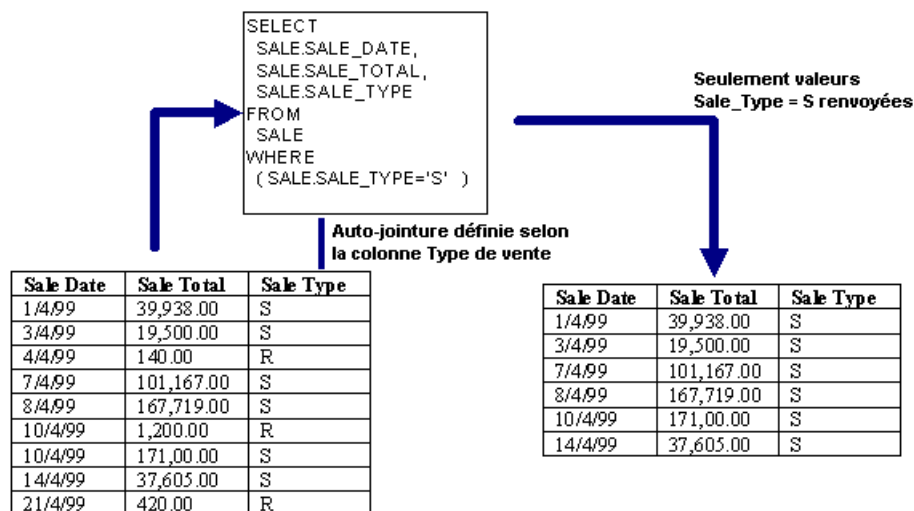 SELECT
SALE.SALE_DATE,
SALE.SALE_TOTAL,
SALE.SALE_TYPE
FROM
SALE
WHERE
( SALE.SALE_TYPE='S' )
Seulement valeurs
Sale_Type = S renvoyées
Auto-jointure définie selon
la colonne Type de vente
Sale Date Sale Total Sale Type
1/4/99 39,938.00 S
3/4/99 19,500.00 S
4/4/99 140.00 R
7/4/99 101,167.00 S
8/4/99 167,719.00 S
10/4/99 1,200.00 R
10/4/99 171,00.00 S
14/4/99 37,605.00 S
21/4/99 420.00 R
Sale Date Sale Total Sale Type
1/4/99 39,938.00 S
3/4/99 19,500.00 S
7/4/99 101,167.00 S
8/4/99 167,719.00 S
10/4/99 171,00.00 S
14/4/99 37,605.00 S